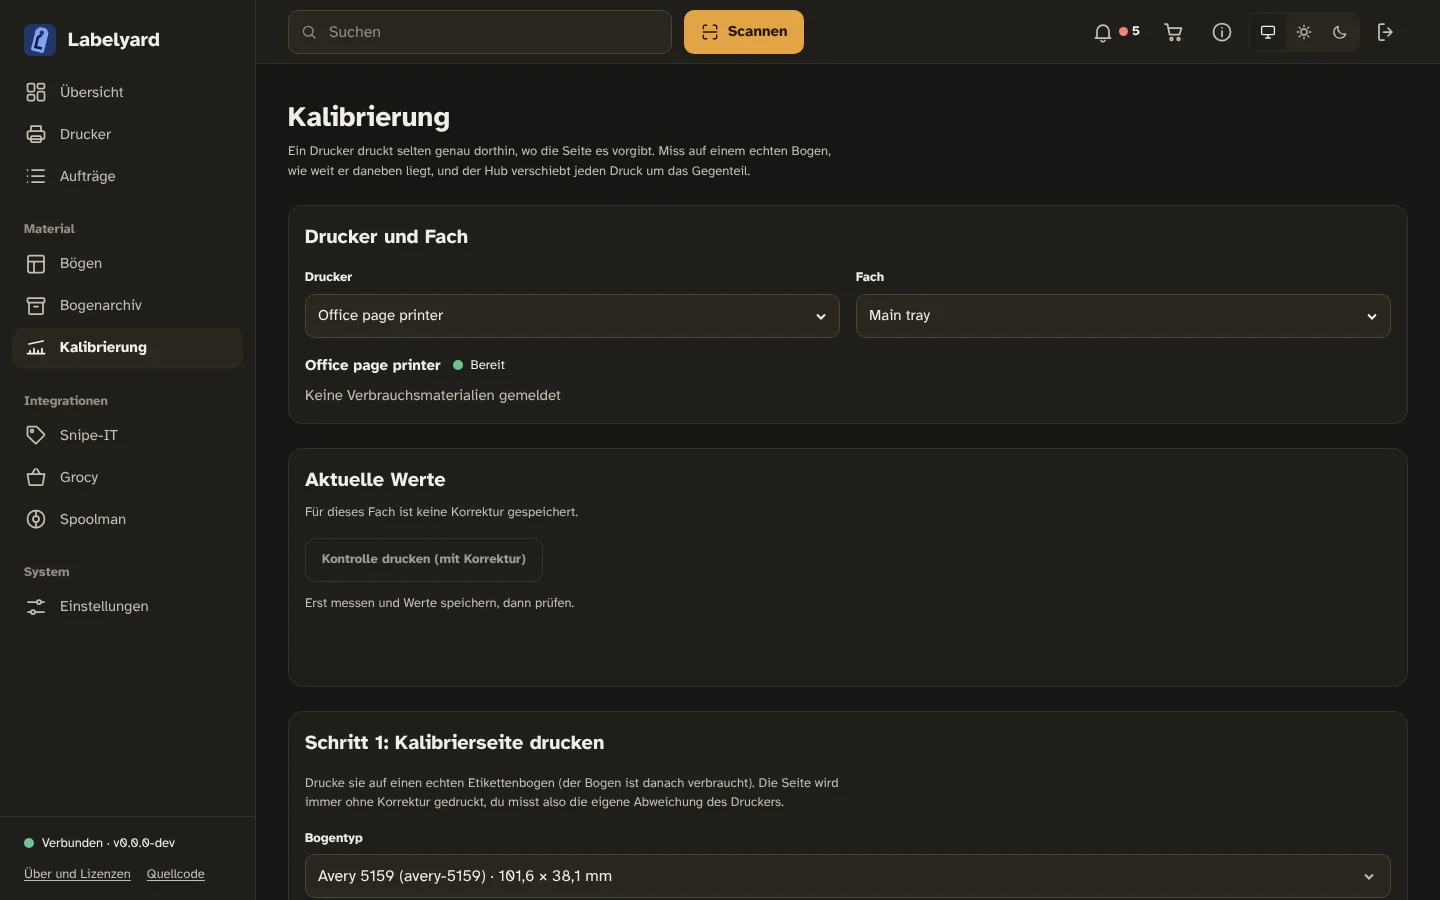 Labelyard
Suchen
Scannen
5
Übersicht
Drucker
Aufträge
Material
Bögen
Bogenarchiv
Kalibrierung
Integrationen
Snipe-IT
Grocy
Spoolman
System
Einstellungen
Verbunden · v0.0.0-dev
Über und Lizenzen Quellcode
Kalibrierung
Ein Drucker druckt selten genau dorthin, wo die Seite es vorgibt. Miss auf einem echten Bogen,
wie weit er daneben liegt, und der Hub verschiebt jeden Druck um das Gegenteil.
Drucker und Fach
Drucker Fach
Office page printer Main tray
Office page printer Bereit
Keine Verbrauchsmaterialien gemeldet
Aktuelle Werte
Für dieses Fach ist keine Korrektur gespeichert.
Kontrolle drucken (mit Korrektur)
Erst messen und Werte speichern, dann prüfen.
Schritt 1: Kalibrierseite drucken
Drucke sie auf einen echten Etikettenbogen (der Bogen ist danach verbraucht). Die Seite wird
immer ohne Korrektur gedruckt, du misst also die eigene Abweichung des Druckers.
Bogentyp
Avery 5159 (avery-5159) · 101,6 × 38,1 mm